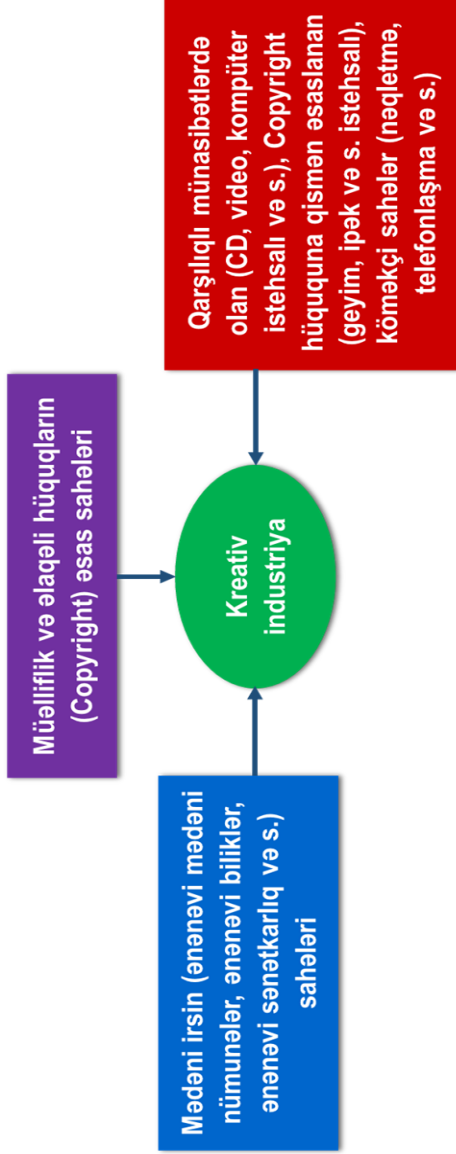 Müəlliflik və əlaqəli hüquqların
(Copyright) əsas sahələri
Mədəni irsin (ənənəvi mədəni
nümunələr, ənənəvi biliklər,
ənənəvi sənətkarlıq və s.)
sahələri
Kreativ
industriya
Qarşılıqlı münasibətlərdə
olan (CD, video, kompüter
istehsalı və s.), Copyright
hüququna qismən əsaslanan
(geyim, ipək və s. istehsalı),
köməkçi sahələr (nəqletmə,
telefonlaşma və s.)